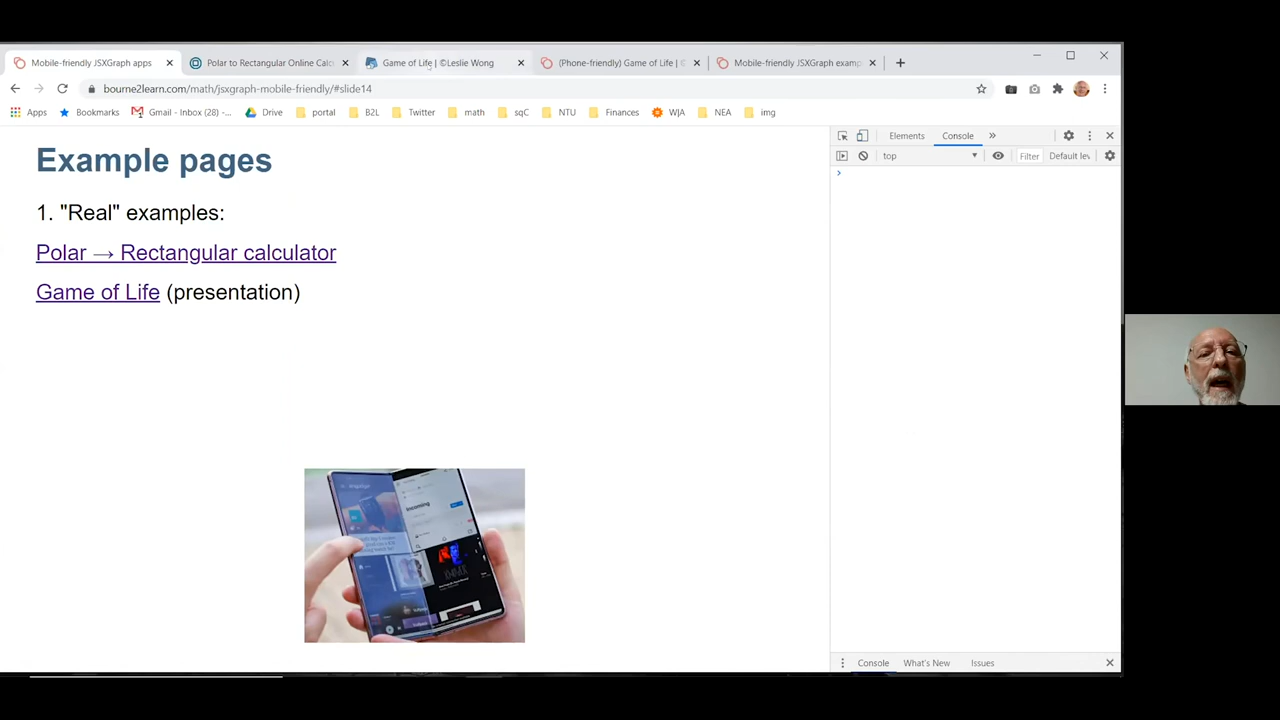 Mobile-friendly JSXGraph apps
Polar to Rectangular Online Calc
Game of Life | ©Leslie Wong
(Phone-friendly) Game of Life | ©
Mobile-friendly JSXGraph examp
bourne2learn.com/math/jsxgraph-mobile-friendly/#slide14
Apps
Bookmarks
Gmail - Inbox (28) -...
Drive
portal
B2L
Twitter
math
sqC
NTU
Finances
WJA
NEA
img
Example pages
1. "Real" examples:
Polar → Rectangular calculator
Game of Life (presentation)
Incoming
Elements
Console
»
top
Filter
Default lev
Console
What's New
Issues